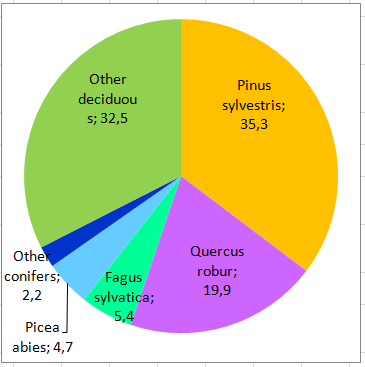 Pinus
sylvestris;
35,3
Quercus
robur;
19,9
Fagus
sylvatica;
5,4
Picea
abies; 4,7
Other
conifers;
2,2
Other
deciduou
s; 32,5